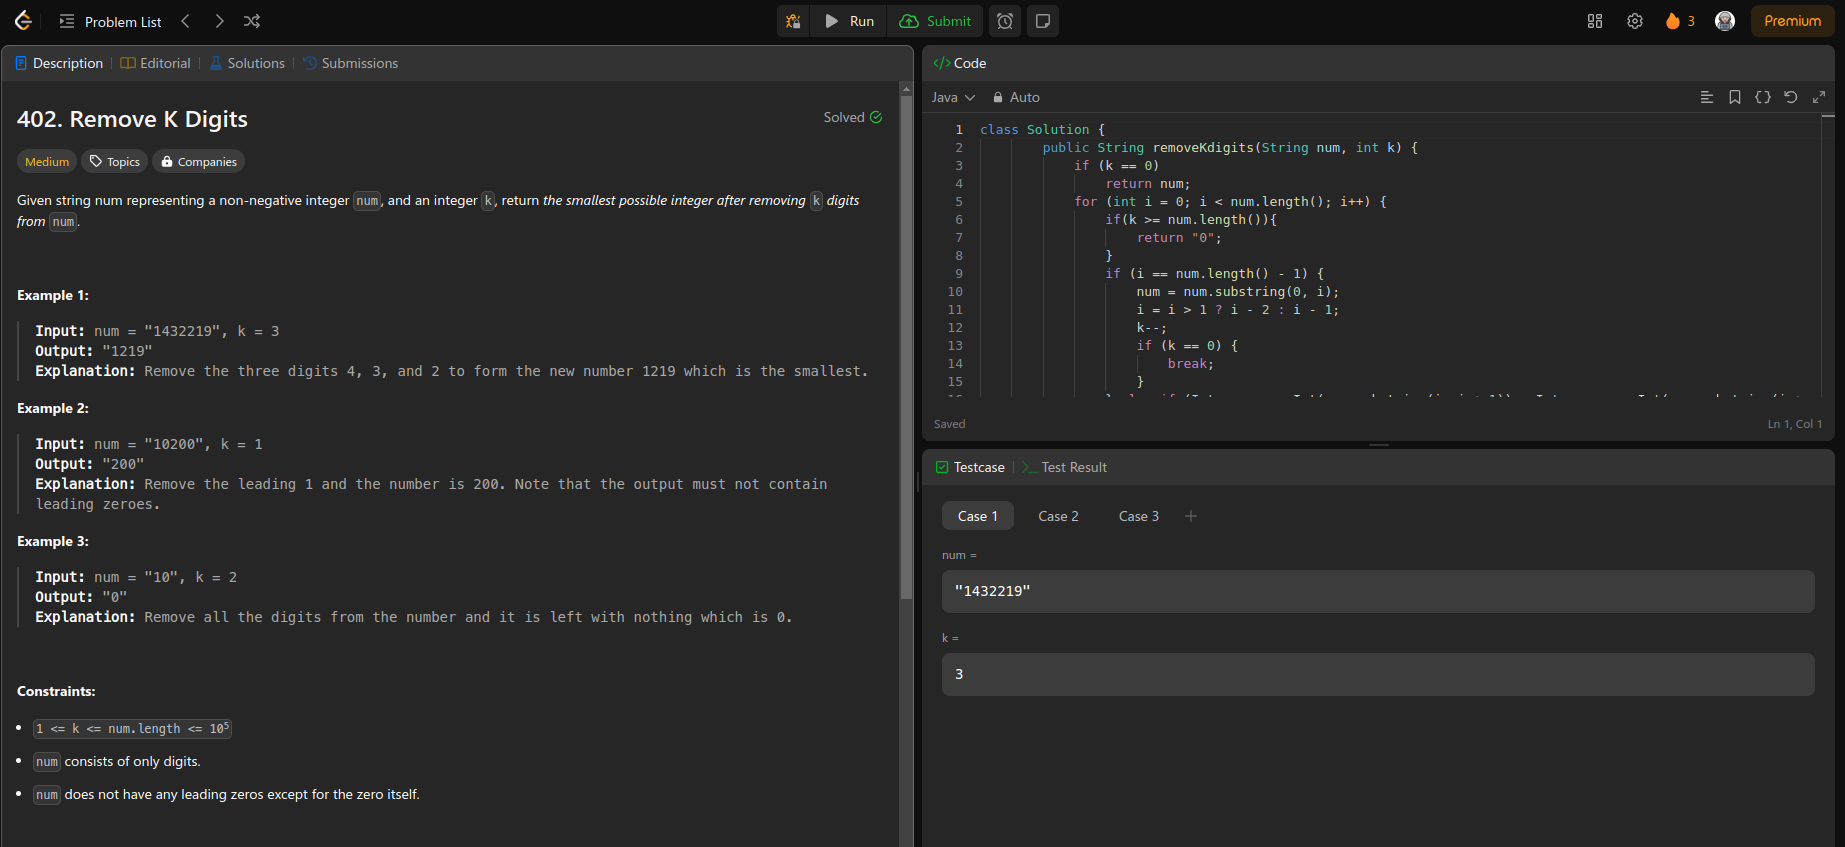 Problem List
Run
Submit
3
Premium
Description
Editorial
Solutions
Submissions
402. Remove K Digits
Solved
Medium
Topics
Companies
Given string num representing a non-negative integer num, and an integer k, return the smallest possible integer after removing k digits
from num.
Example 1:
Input: num = "1432219", k = 3
Output: "1219"
Explanation: Remove the three digits 4, 3, and 2 to form the new number 1219 which is the smallest.
Example 2:
Input: num = "10200", k = 1
Output: "200"
Explanation: Remove the leading 1 and the number is 200. Note that the output must not contain
leading zeroes.
Example 3:
Input: num = "10", k = 2
Output: "0"
Explanation: Remove all the digits from the number and it is left with nothing which is 0.
Constraints:
• 1 <= k <= num.length <= 10⁵
• num consists of only digits.
• num does not have any leading zeros except for the zero itself.
</> Code
Java
Auto
1 class Solution {
2 public String removeKdigits(String num, int k) {
3 if (k == 0)
4 return num;
5 for (int i = 0; i < num.length(); i++) {
6 if(k >= num.length()){
7 return "0";
8 }
9 if (i == num.length() - 1) {
10 num = num.substring(0, i);
11 i = i > 1 ? i - 2 : i - 1;
12 k--;
13 if (k == 0) {
14 break;
15 }
Saved
Ln 1, Col 1
Testcase
Test Result
Case 1
Case 2
Case 3
num =
"1432219"
k =
3